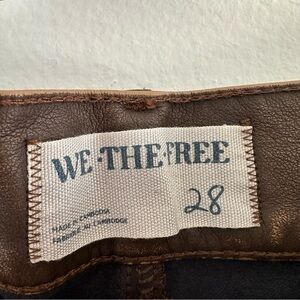 WE·THE·FREE
28
MADE IN CAMBODIA
FABRIQUÉ AU CAMBODGE